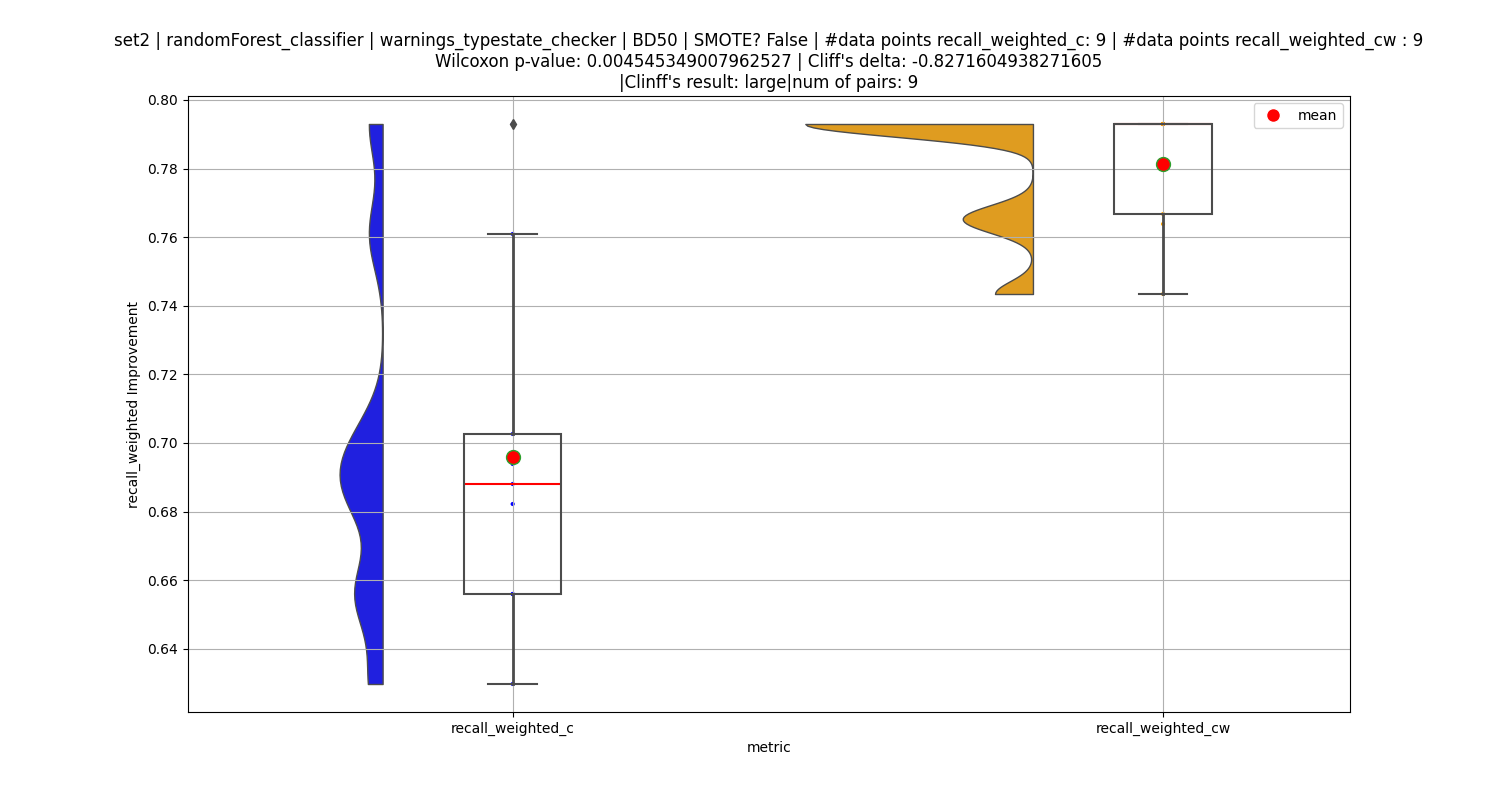 set2 | randomForest_classifier | warnings_typestate_checker | BD50 | SMOTE? False | #data points recall_weighted_c: 9 | #data points recall_weighted_cw : 9
Wilcoxon p-value: 0.004545349007962527 | Cliff's delta: -0.8271604938271605
|Clinff's result: large|num of pairs: 9
mean
0.80
0.78
0.76
0.74
0.72
0.70
0.68
0.66
0.64
recall_weighted Improvement
recall_weighted_c
recall_weighted_cw
metric